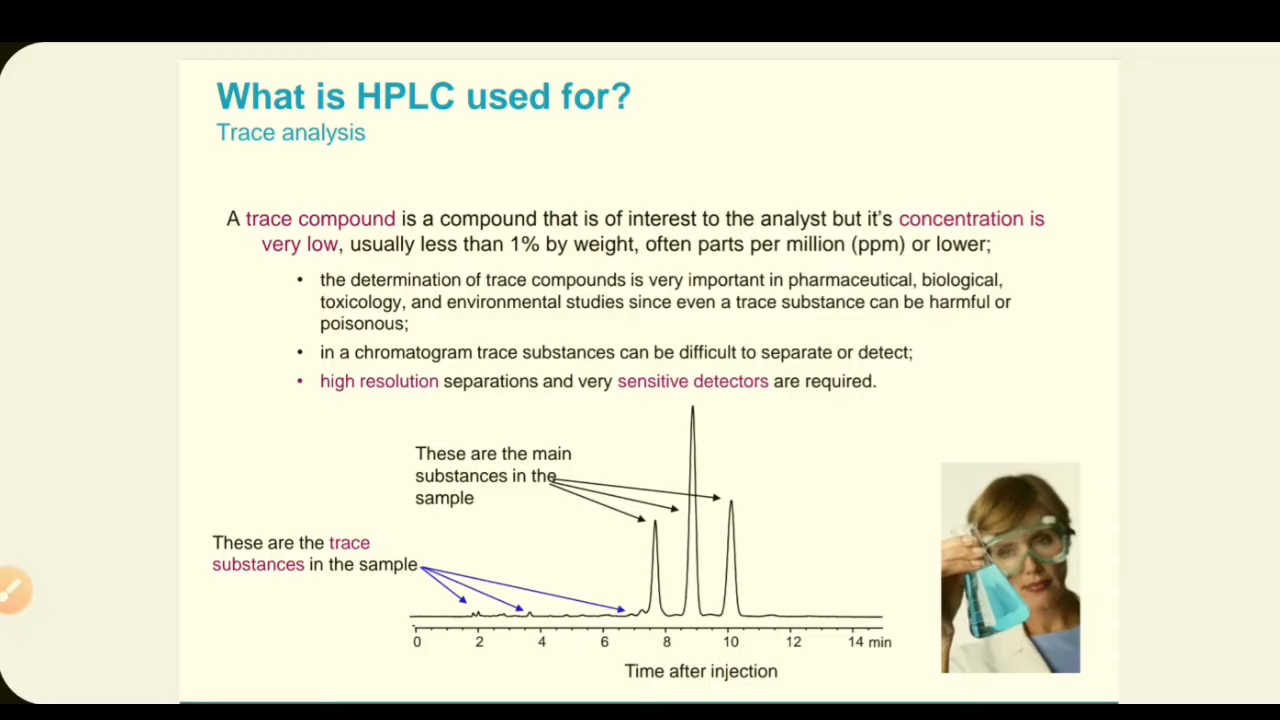 What is HPLC used for?
Trace analysis
A trace compound is a compound that is of interest to the analyst but it's concentration is
very low, usually less than 1% by weight, often parts per million (ppm) or lower;
• the determination of trace compounds is very important in pharmaceutical, biological,
toxicology, and environmental studies since even a trace substance can be harmful or
poisonous;
• in a chromatogram trace substances can be difficult to separate or detect;
• high resolution separations and very sensitive detectors are required.
These are the main
substances in the
sample
These are the trace
substances in the sample
0 2 4 6 8 10 12 14 min
Time after injection